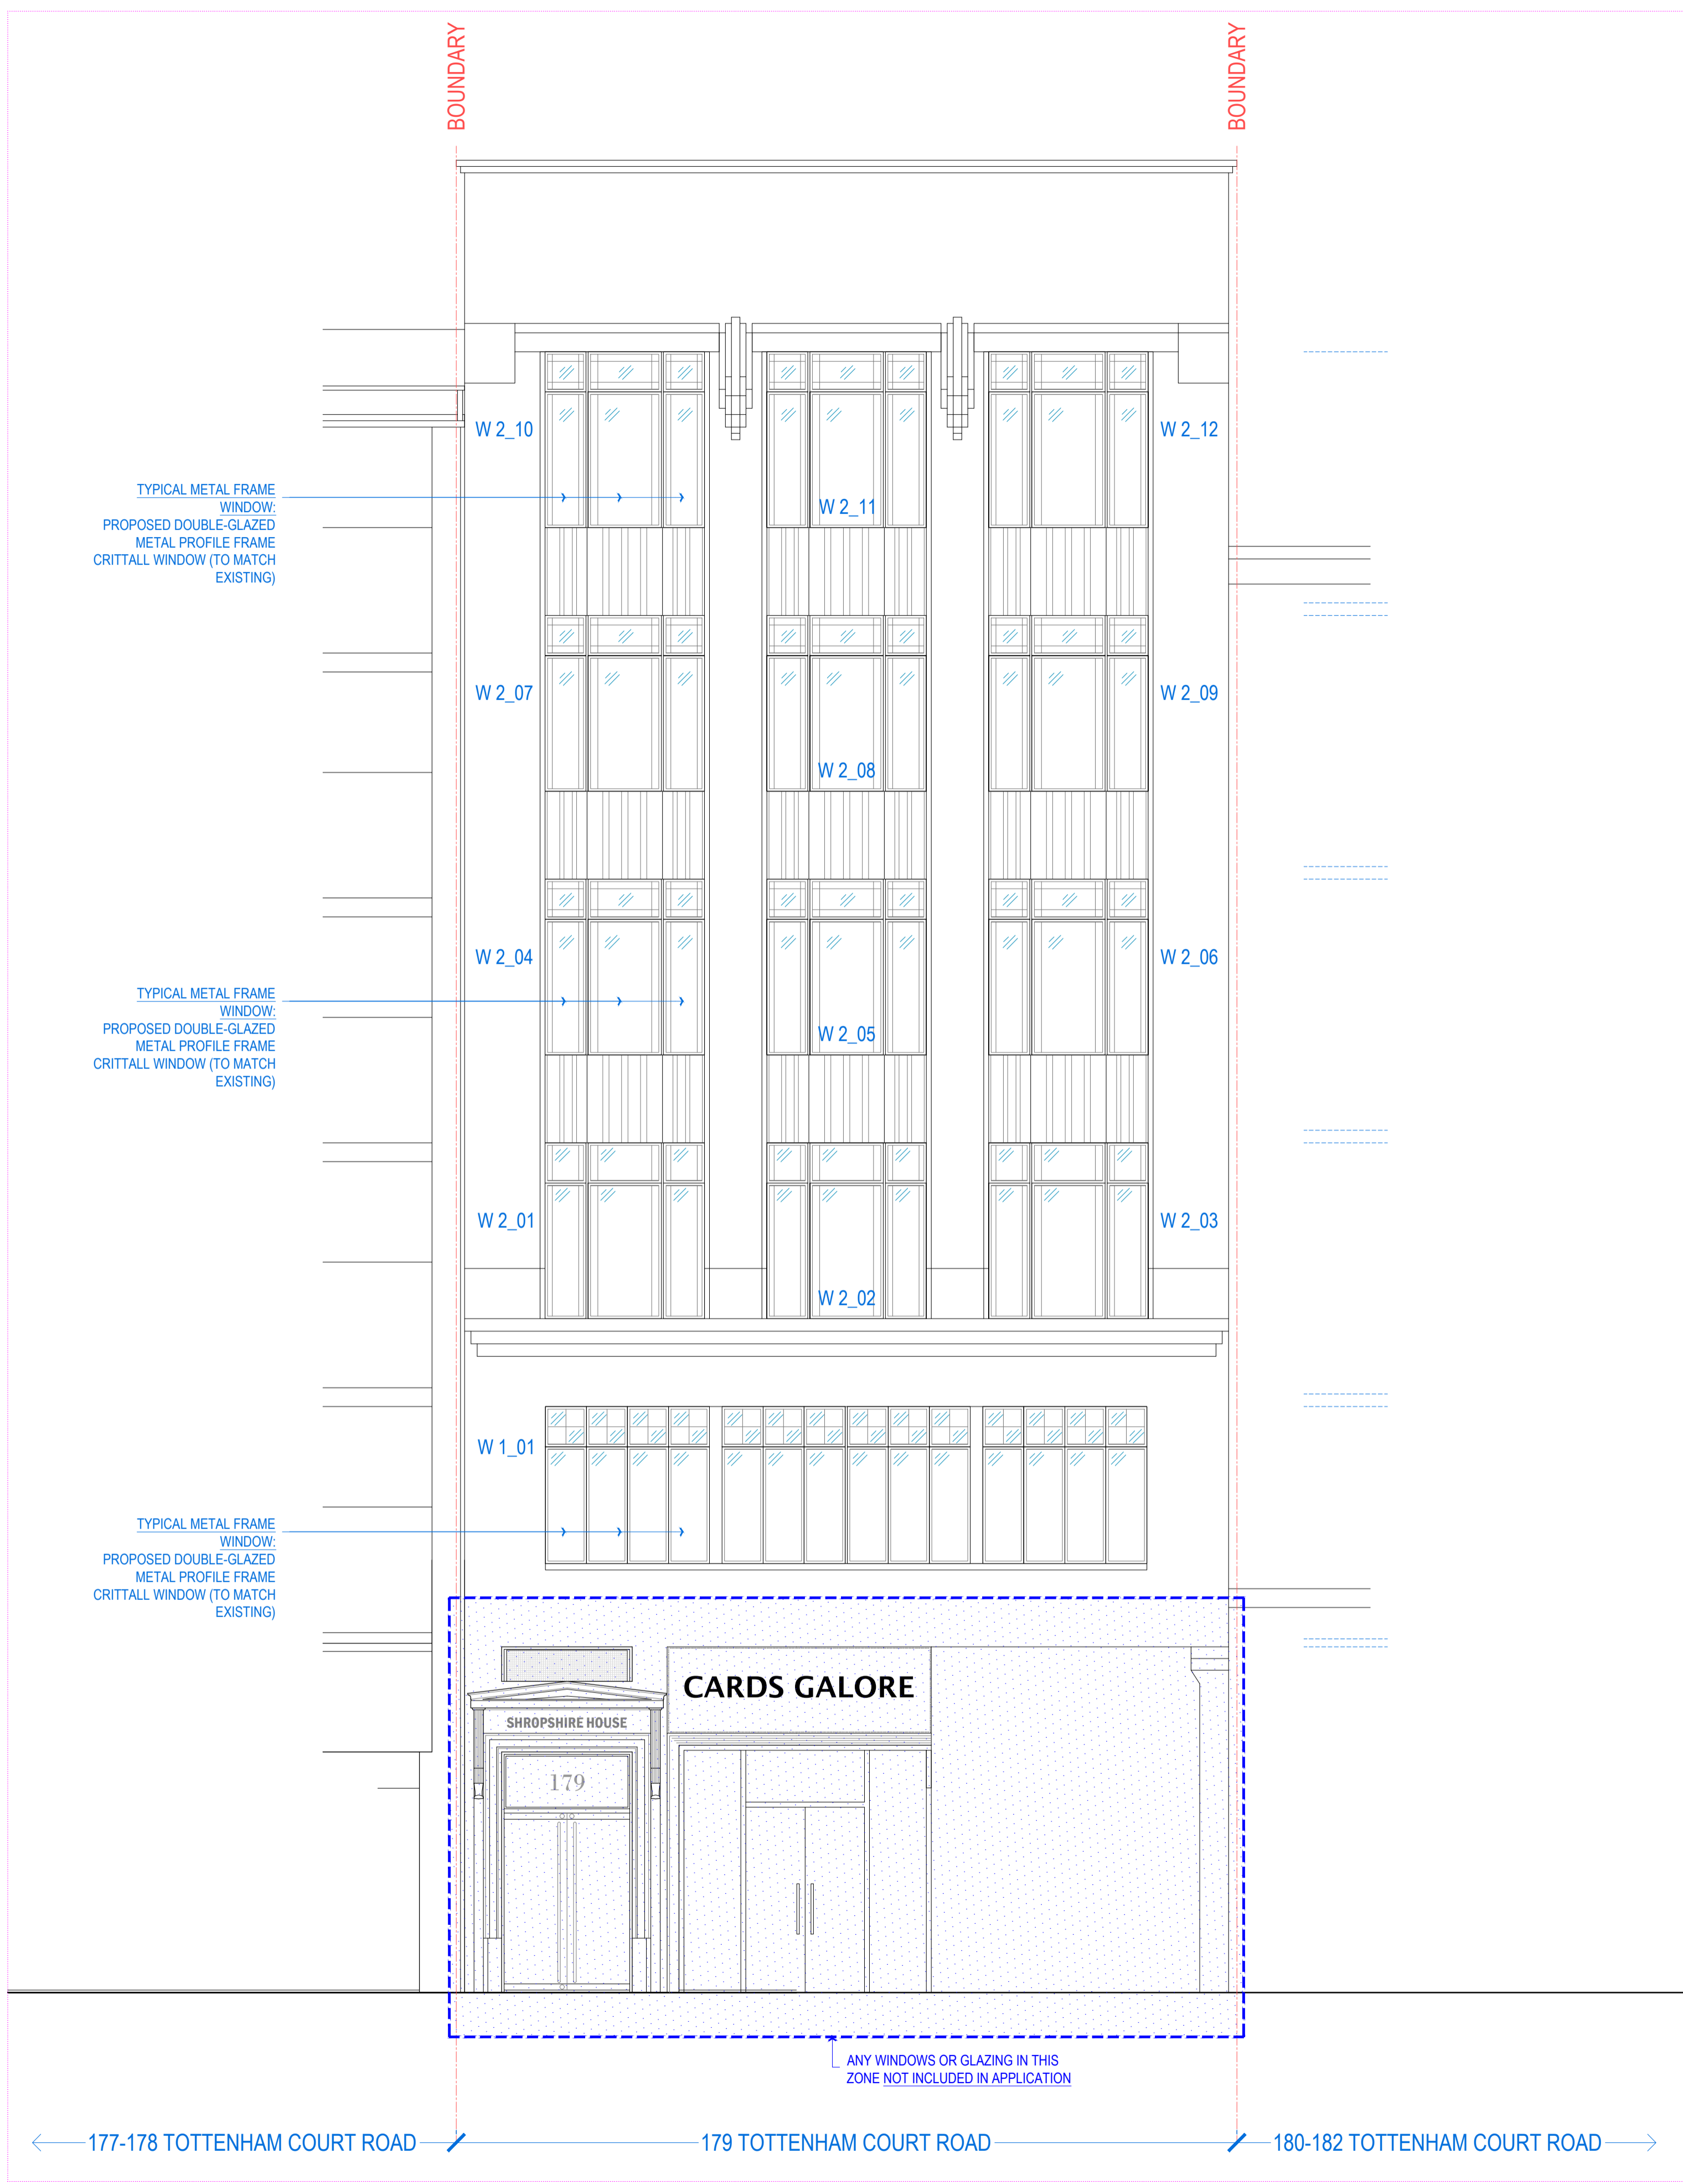 BOUNDARY
BOUNDARY
W 2_10
W 2_12
TYPICAL METAL FRAME
WINDOW:
PROPOSED DOUBLE-GLAZED
METAL PROFILE FRAME
CRITTALL WINDOW (TO MATCH
EXISTING)
W 2_11
W 2_07
W 2_09
W 2_08
W 2_04
W 2_06
TYPICAL METAL FRAME
WINDOW:
PROPOSED DOUBLE-GLAZED
METAL PROFILE FRAME
CRITTALL WINDOW (TO MATCH
EXISTING)
W 2_05
W 2_01
W 2_03
W 2_02
W 1_01
TYPICAL METAL FRAME
WINDOW:
PROPOSED DOUBLE-GLAZED
METAL PROFILE FRAME
CRITTALL WINDOW (TO MATCH
EXISTING)
CARDS GALORE
SHROPSHIRE HOUSE
179
ANY WINDOWS OR GLAZING IN THIS
ZONE NOT INCLUDED IN APPLICATION
177-178 TOTTENHAM COURT ROAD
179 TOTTENHAM COURT ROAD
180-182 TOTTENHAM COURT ROAD